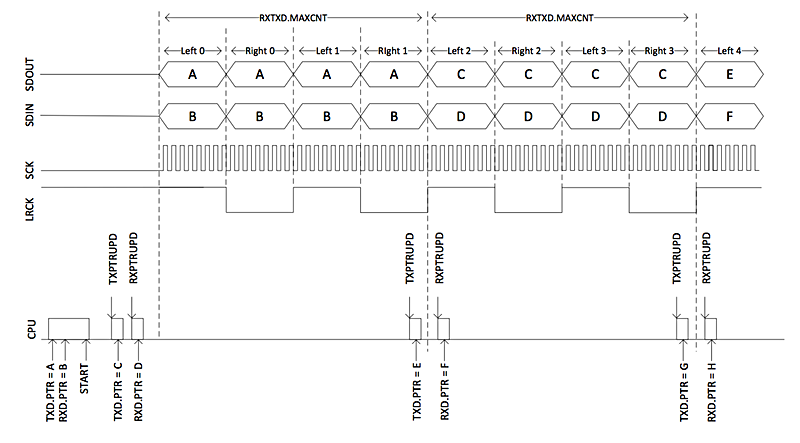 RXTXD.MAXCNT RXTXD.MAXCNT
Left 0 Right 0 Left 1 RIght 1 Left 2 Right 2 Left 3 Right 3 Left 4
SDOUT A A A A C C C C E
SDIN B B B B D D D D F
SCK
LRCK
TXPTRUPD RXPTRUPD TXPTRUPD RXPTRUPD TXPTRUPD RXPTRUPD
CPU
TXD.PTR = A RXD.PTR = B START TXD.PTR = C RXD.PTR = D TXD.PTR = E RXD.PTR = F TXD.PTR = G RXD.PTR = H